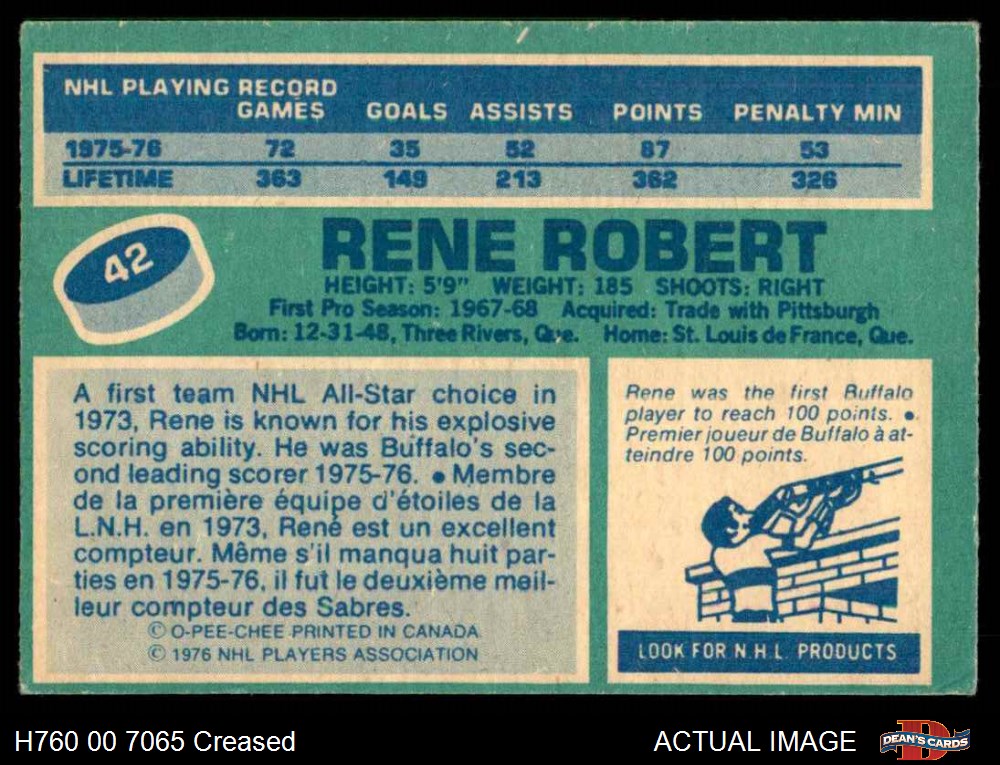 NHL PLAYING RECORD
GAMES GOALS ASSISTS POINTS PENALTY MIN
1975-76 72 35 52 87 53
LIFETIME 363 149 213 362 326
42
RENE ROBERT
HEIGHT: 5'9" WEIGHT: 185 SHOOTS: RIGHT
First Pro Season: 1967-68 Acquired: Trade with Pittsburgh
Born: 12-31-48, Three Rivers, Que. Home: St. Louis de France, Que.
A first team NHL All-Star choice in
1973, Rene is known for his explosive
scoring ability. He was Buffalo's sec-
ond leading scorer 1975-76. ● Membre
de la première équipe d'étoiles de la
L.N.H. en 1973, René est un excellent
compteur. Même s'il manqua huit par-
ties en 1975-76, il fut le deuxième meil-
leur compteur des Sabres.
© O-PEE-CHEE PRINTED IN CANADA
© 1976 NHL PLAYERS ASSOCIATION
Rene was the first Buffalo
player to reach 100 points. ●
Premier joueur de Buffalo à at-
teindre 100 points.
LOOK FOR N.H.L. PRODUCTS
H760 00 7065 Creased
ACTUAL IMAGE
DEAN'S CARDS